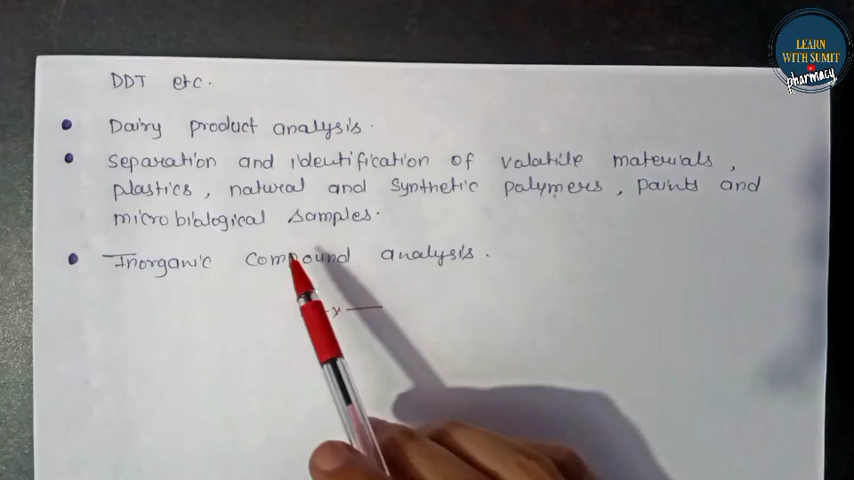 DDT etc.
• Dairy product analysis.
• Separation and identification of volatile materials,
plastics, natural and synthetic polymers, paints and
microbiological samples.
• Inorganic compound analysis.
x
LEARN
WITH SUMIT
pharmacy